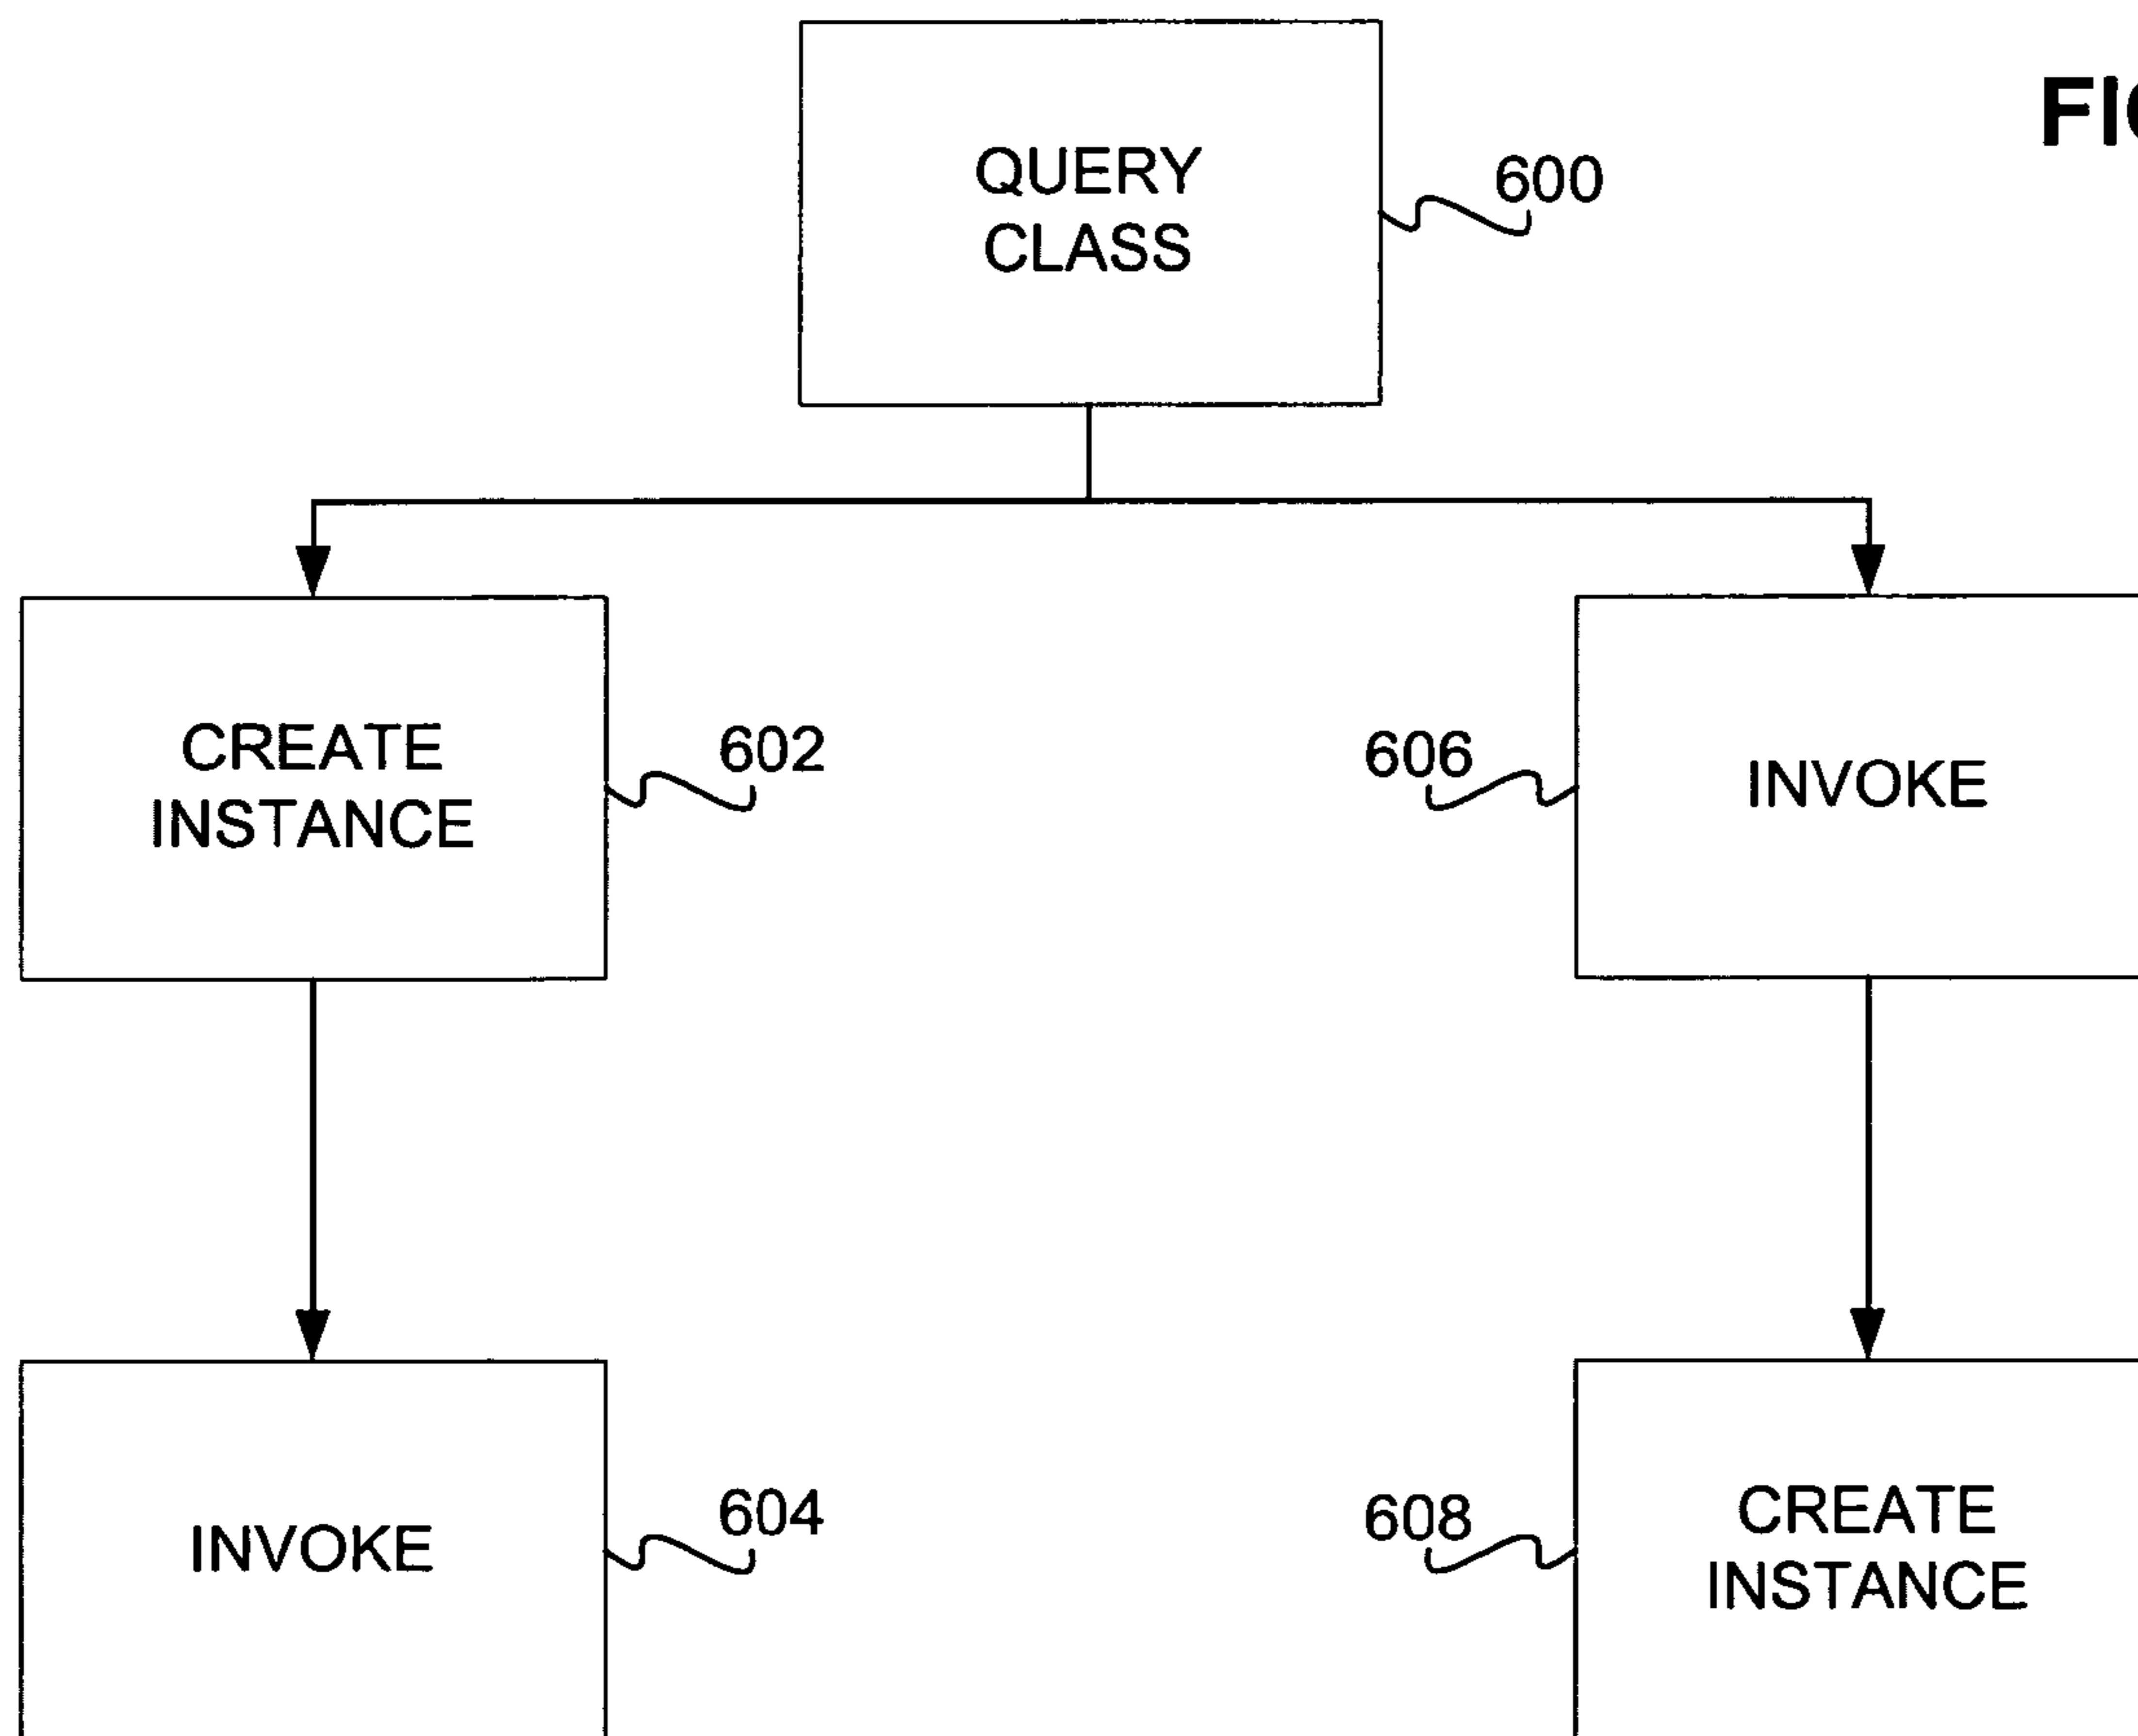 QUERY
CLASS
600
CREATE
INSTANCE
602
606
INVOKE
INVOKE
604
608
CREATE
INSTANCE